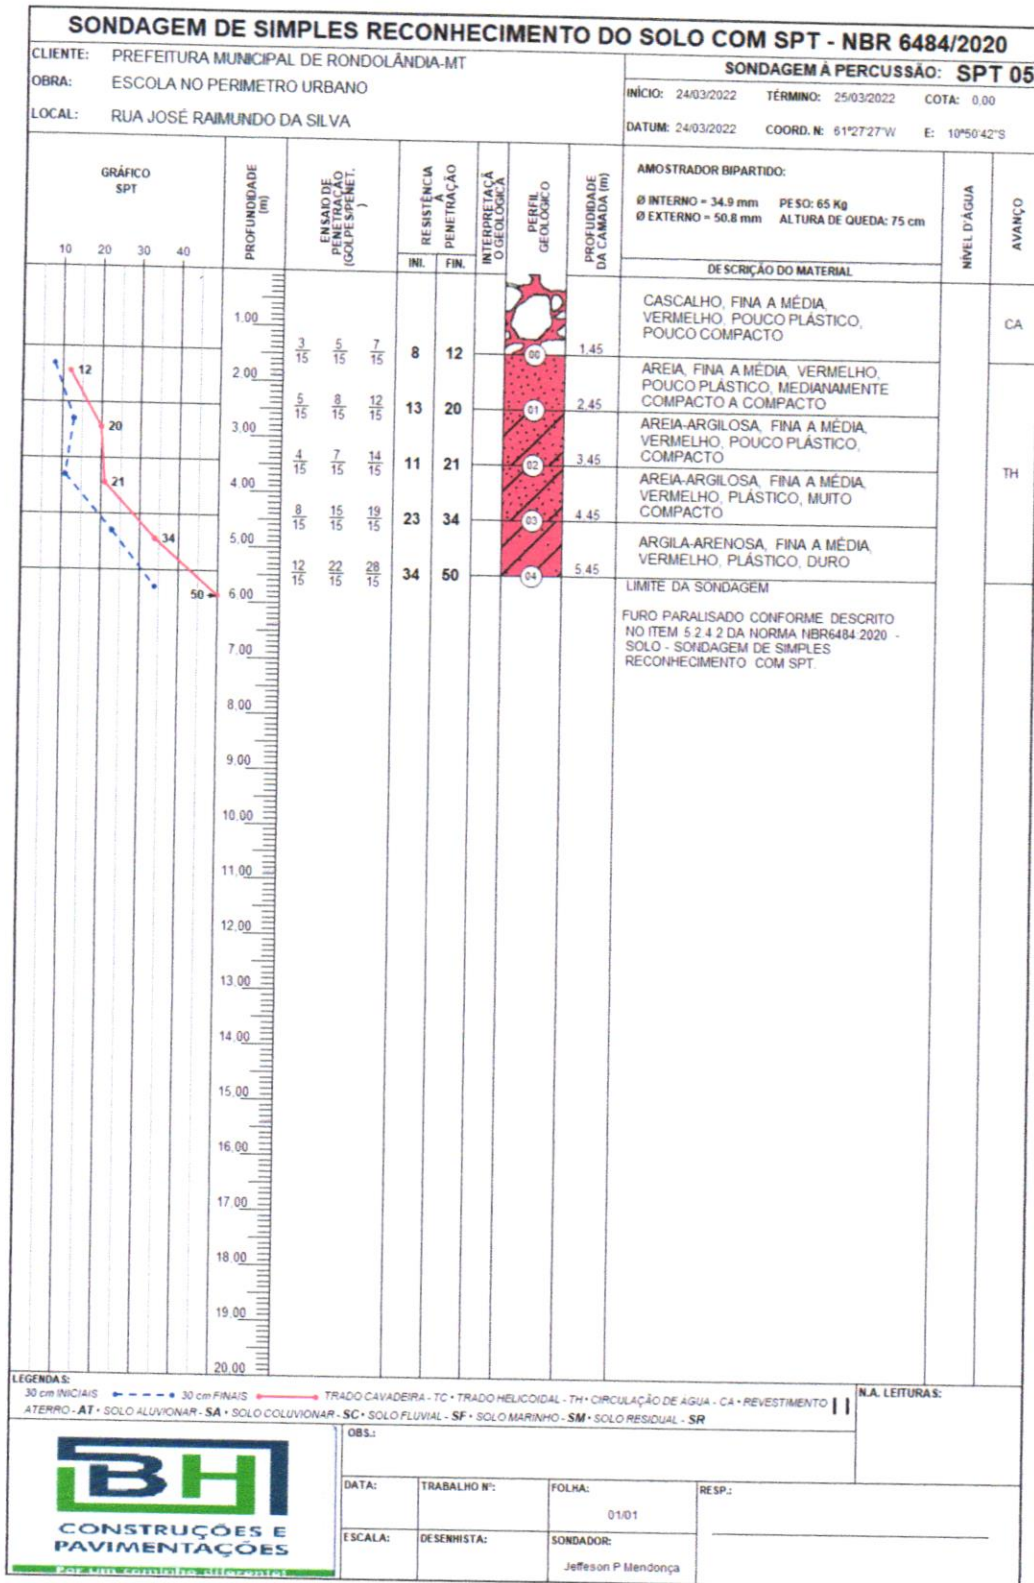 SONDAGEM DE SIMPLES RECONHECIMENTO DO SOLO COM SPT - NBR 6484/2020
CLIENTE: PREFEITURA MUNICIPAL DE RONDOLÂNDIA-MT
OBRA: ESCOLA NO PERIMETRO URBANO
LOCAL: RUA JOSÉ RAIMUNDO DA SILVA
SONDAGEM À PERCUSSÃO: SPT 05
INÍCIO: 24/03/2022 TÉRMINO: 25/03/2022 COTA: 0,00
DATUM: 24/03/2022 COORD. N: 61°27'27"W E: 10°50'42"S
GRÁFICO
SPT
10 20 30 40
PROFUNDIDADE
(m)
ENSAIO DE
PENETRAÇÃO
(GOLPES/PENET.
)
RESISTÊNCIA
À
PENETRAÇÃO
INI. FIN.
INTERPRETAÇÃ
O GEOLÓGICA
PERFIL
GEOLÓGICO
PROFUDIDADE
DA CAMADA (m)
AMOSTRADOR BIPARTIDO:
Ø INTERNO = 34.9 mm PESO: 65 Kg
Ø EXTERNO = 50.8 mm ALTURA DE QUEDA: 75 cm
DESCRIÇÃO DO MATERIAL
NÍVEL D'ÁGUA
AVANÇO
1,00
2,00
3,00
4,00
5,00
6,00
7,00
8,00
9,00
10,00
11,00
12,00
13,00
14,00
15,00
16,00
17,00
18,00
19,00
20,00
12
20
21
34
50
3/15 5/15 7/15 8 12 00 1,45
5/15 8/15 12/15 13 20 01 2,45
4/15 7/15 14/15 11 21 02 3,45
8/15 15/15 19/15 23 34 03 4,45
12/15 22/15 28/15 34 50 04 5,45
CASCALHO, FINA A MÉDIA,
VERMELHO, POUCO PLÁSTICO,
POUCO COMPACTO
CA
AREIA, FINA A MÉDIA, VERMELHO,
POUCO PLÁSTICO, MEDIANAMENTE
COMPACTO A COMPACTO
AREIA-ARGILOSA, FINA A MÉDIA,
VERMELHO, POUCO PLÁSTICO,
COMPACTO
TH
AREIA-ARGILOSA, FINA A MÉDIA,
VERMELHO, PLÁSTICO, MUITO
COMPACTO
ARGILA-ARENOSA, FINA A MÉDIA,
VERMELHO, PLÁSTICO, DURO
LIMITE DA SONDAGEM
FURO PARALISADO CONFORME DESCRITO
NO ITEM 5.2.4.2 DA NORMA NBR6484:2020 -
SOLO - SONDAGEM DE SIMPLES
RECONHECIMENTO COM SPT.
LEGENDAS:
30 cm INICIAIS 30 cm FINAIS TRADO CAVADEIRA - TC • TRADO HELICOIDAL - TH • CIRCULAÇÃO DE AGUA - CA • REVESTIMENTO
ATERRO - AT • SOLO ALUVIONAR - SA • SOLO COLUVIONAR - SC • SOLO FLUVIAL - SF • SOLO MARINHO - SM • SOLO RESIDUAL - SR
N.A. LEITURAS:
OBS.:
BH
CONSTRUÇÕES E
PAVIMENTAÇÕES
Por um caminho diferente!
DATA: TRABALHO Nº: FOLHA: RESP.:
01/01
ESCALA: DESENHISTA: SONDADOR:
Jeffeson P Mendonça